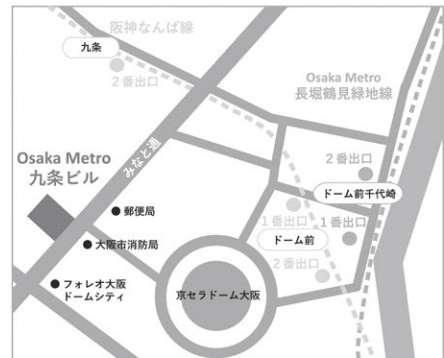 阪神なんば線
九条
2番出口
Osaka Metro
長堀鶴見緑地線
みなと通
2番出口
Osaka Metro
九条ビル
ドーム前千代崎
郵便局
1番出口
1番出口
ドーム前
大阪市消防局
2番出口
フォレオ大阪
ドームシティ
京セラドーム大阪